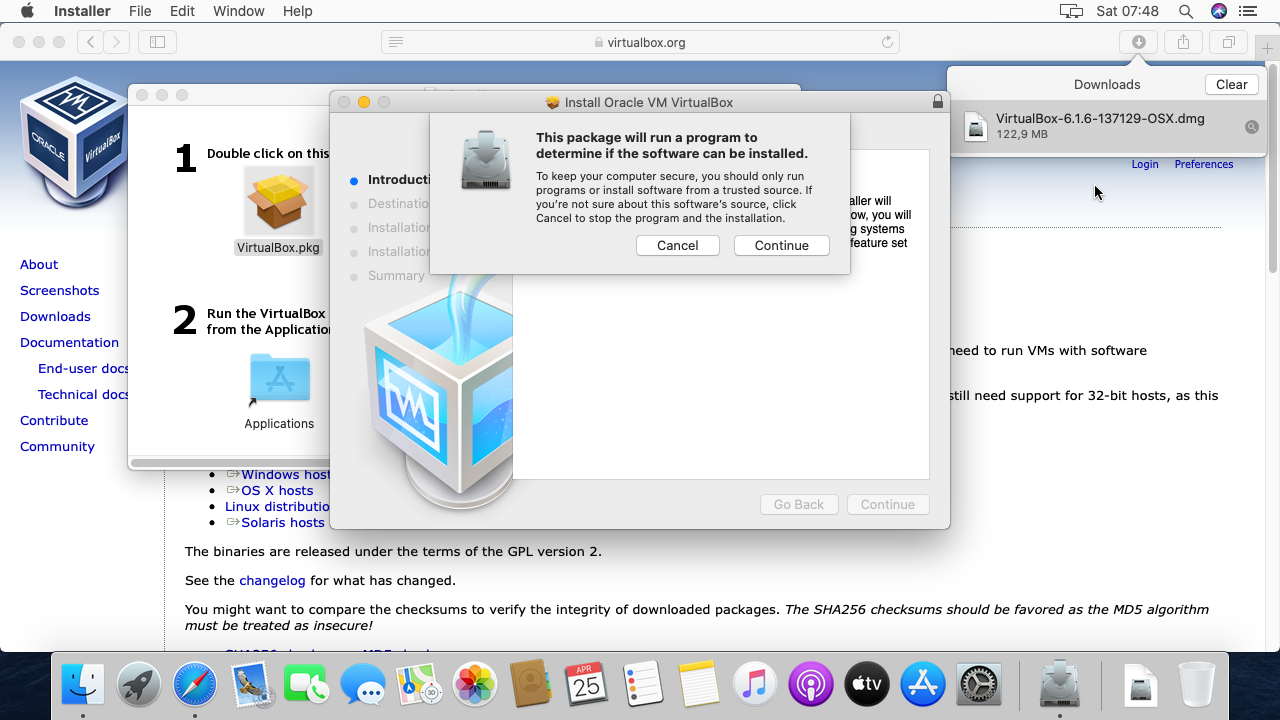 Installer File Edit Window Help Sat 07:48
virtualbox.org
Downloads Clear
VirtualBox-6.1.6-137129-OSX.dmg
122,9 MB
Login Preferences
ORACLE VirtualBox
About
Screenshots
Downloads
Documentation
End-user docs
Technical docs
Contribute
Community
1 Double click on this
VirtualBox.pkg
2 Run the VirtualBox
from the Application
Applications
Install Oracle VM VirtualBox
This package will run a program to
determine if the software can be installed.
To keep your computer secure, you should only run
programs or install software from a trusted source. If
you’re not sure about this software’s source, click
Cancel to stop the program and the installation.
Cancel Continue
Introducti
Destinatio
Installation
Installation
Summary
aller will
ow, you will
g systems
feature set
Go Back Continue
need to run VMs with software
still need support for 32-bit hosts, as this
Windows host
OS X hosts
Linux distributio
Solaris hosts
The binaries are released under the terms of the GPL version 2.
See the changelog for what has changed.
You might want to compare the checksums to verify the integrity of downloaded packages. The SHA256 checksums should be favored as the MD5 algorithm
must be treated as insecure!
APR
25
tv